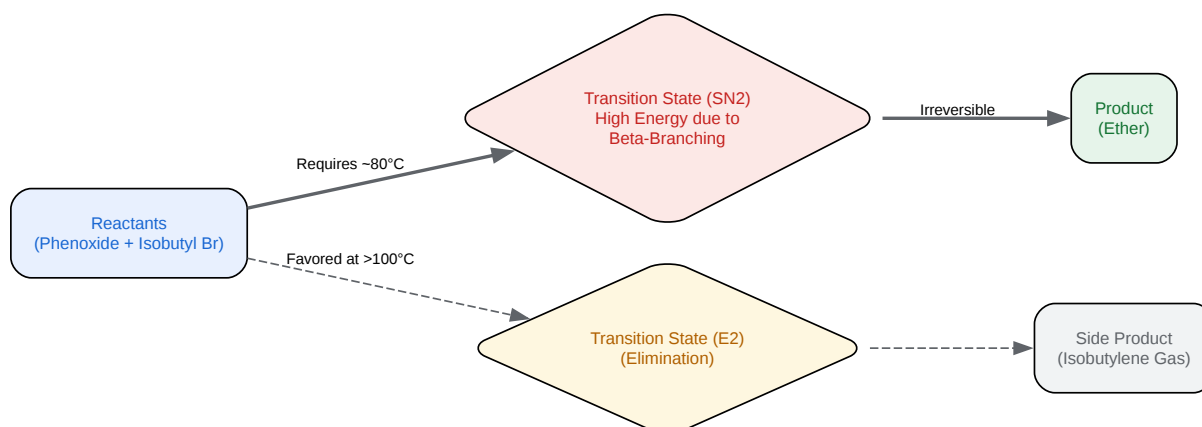 Transition State (SN2)
High Energy due to
Beta-Branching
Irreversible
Product
(Ether)
Requires ~80°C
Reactants
(Phenoxide + Isobutyl Br)
Favored at >100°C
Transition State (E2)
(Elimination)
Side Product
(Isobutylene Gas)